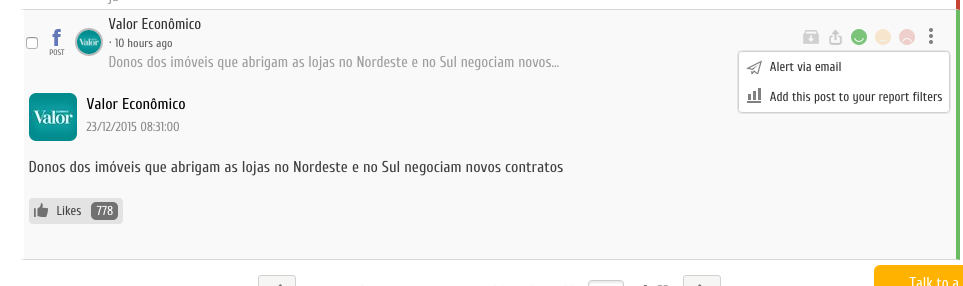 Valor Econômico
POST
Valor
· 10 hours ago
Donos dos imóveis que abrigam as lojas no Nordeste e no Sul negociam novos...
Alert via email
Add this post to your report filters
Valor
Valor Econômico
23/12/2015 08:31:00
Donos dos imóveis que abrigam as lojas no Nordeste e no Sul negociam novos contratos
Likes 778
Talk to a